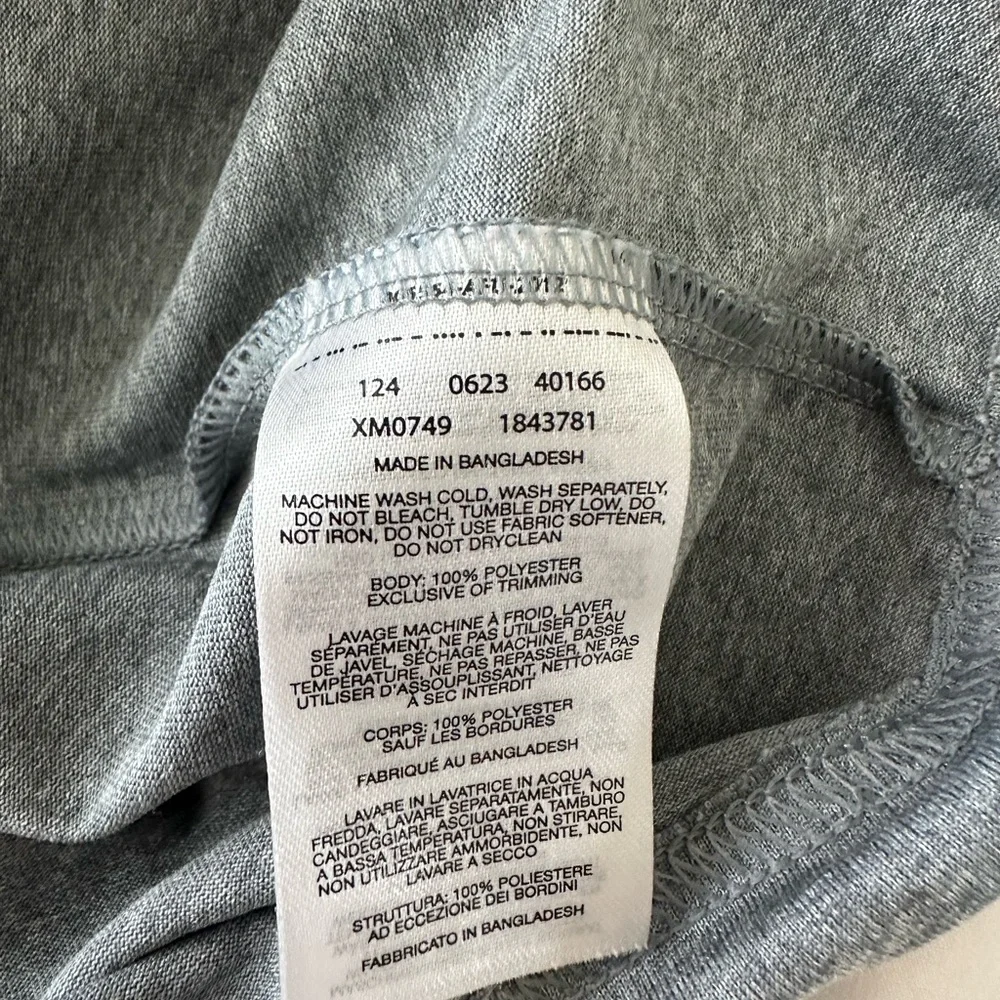 124 0623 40166
XM0749 1843781
MADE IN BANGLADESH
MACHINE WASH COLD, WASH SEPARATELY,
DO NOT BLEACH, TUMBLE DRY LOW, DO
NOT IRON, DO NOT USE FABRIC SOFTENER,
DO NOT DRYCLEAN
BODY: 100% POLYESTER
EXCLUSIVE OF TRIMMING
LAVAGE MACHINE À FROID, LAVER
SÉPARÉMENT, NE PAS UTILISER D'EAU
DE JAVEL, SÉCHAGE MACHINE, BASSE
TEMPÉRATURE, NE PAS REPASSER, NE PAS
UTILISER D'ASSOUPLISSANT, NETTOYAGE
À SEC INTERDIT
CORPS: 100% POLYESTER
SAUF LES BORDURES
FABRIQUÉ AU BANGLADESH
LAVARE IN LAVATRICE IN ACQUA
FREDDA, LAVARE SEPARATAMENTE, NON
CANDEGGIARE, ASCIUGARE A TAMBURO
A BASSA TEMPERATURA, NON STIRARE,
NON UTILIZZARE AMMORBIDENTE, NON
LAVARE A SECCO
STRUTTURA: 100% POLIESTERE
AD ECCEZIONE DEI BORDINI
FABBRICATO IN BANGLADESH